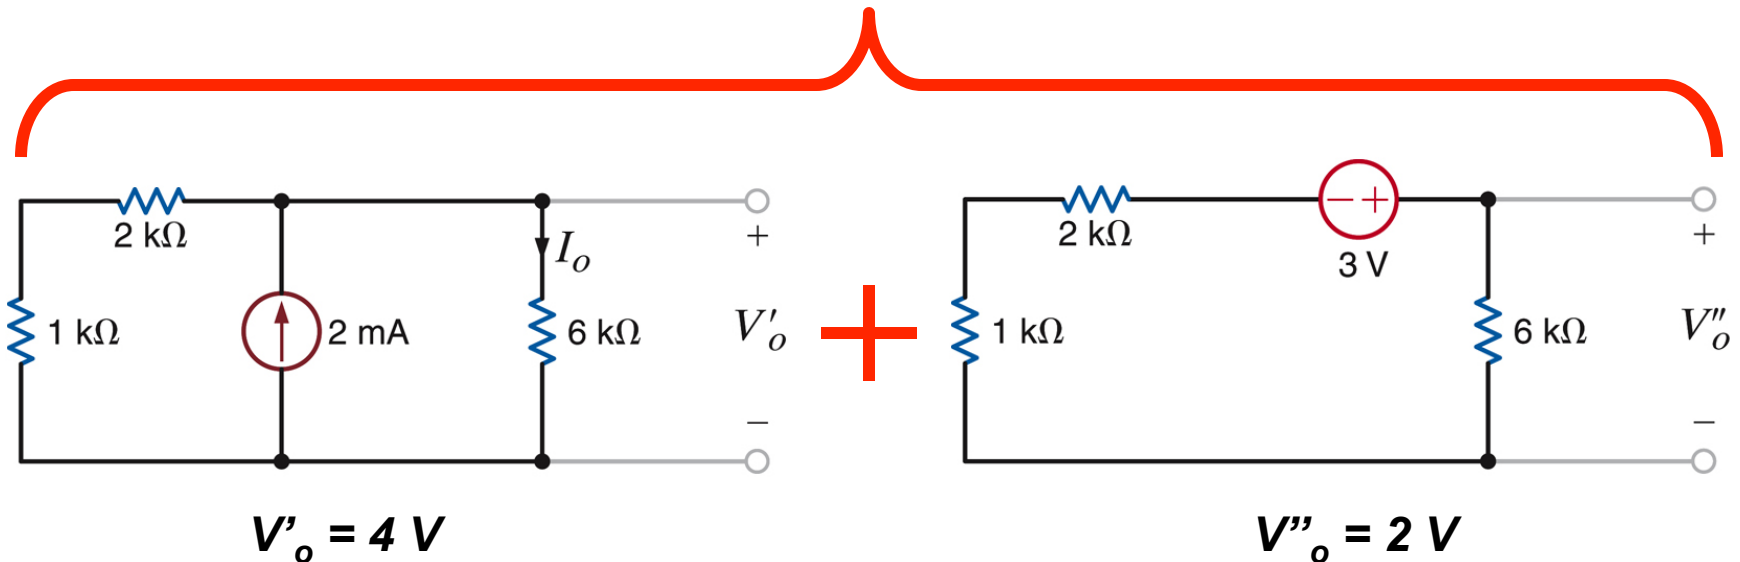 2 kΩ
1 kΩ
2 mA
I_o
6 kΩ
+
V'_o
−
+
2 kΩ
− +
3 V
1 kΩ
6 kΩ
+
V''_o
−
V’_o = 4 V
V”_o = 2 V